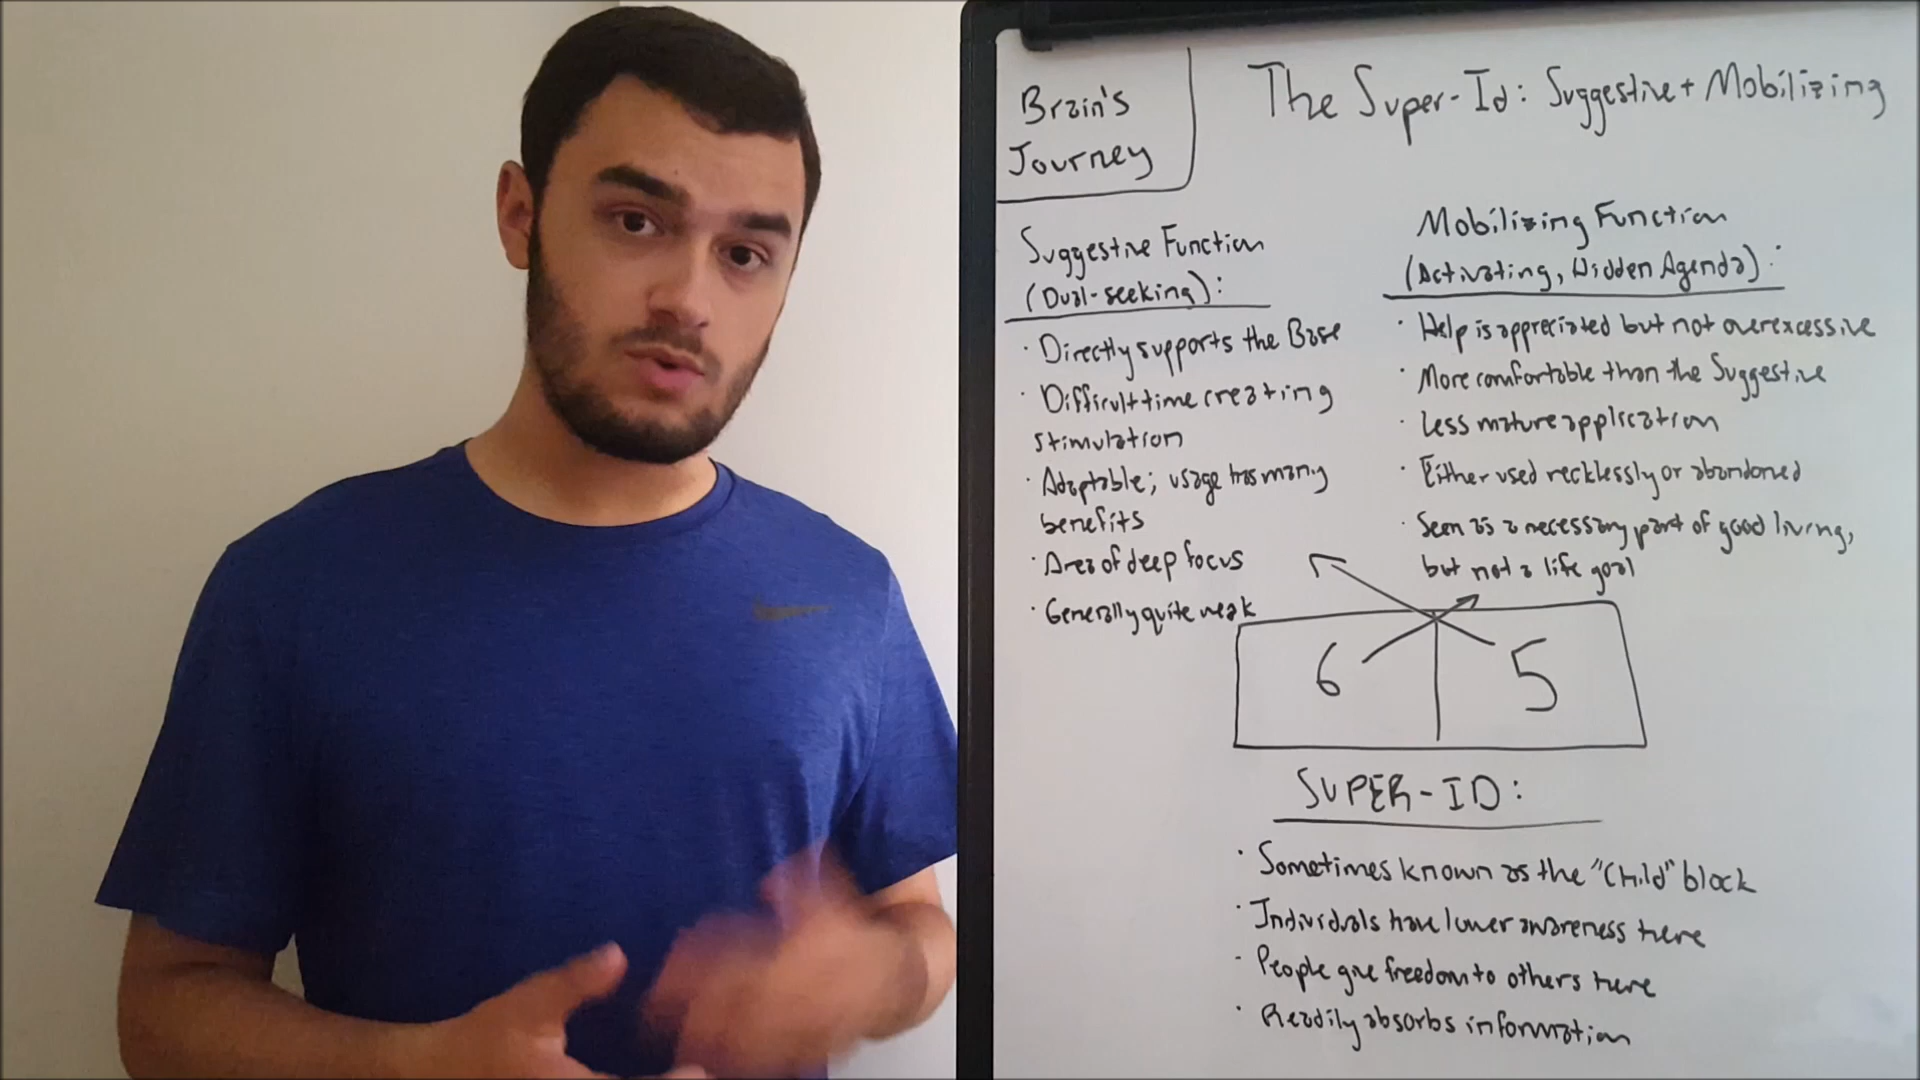 Brain's
Journey
The Super-Id: Suggestive + Mobilizing
Suggestive Function
(Dual-seeking):
· Directly supports the Base
· Difficult time creating
stimulation
· Adaptable; usage has many
benefits
· Area of deep focus
· Generally quite weak
Mobilizing Function
(Activating, Hidden Agenda):
· Help is appreciated but not overexcessive
· More comfortable than the Suggestive
· Less mature application
· Either used recklessly or abandoned
· Seen as a necessary part of good living,
but not a life goal
6 5
SUPER-ID:
· Sometimes known as the "Child" block
· Individuals have lower awareness here
- People give freedom to others here
· Readily absorbs information